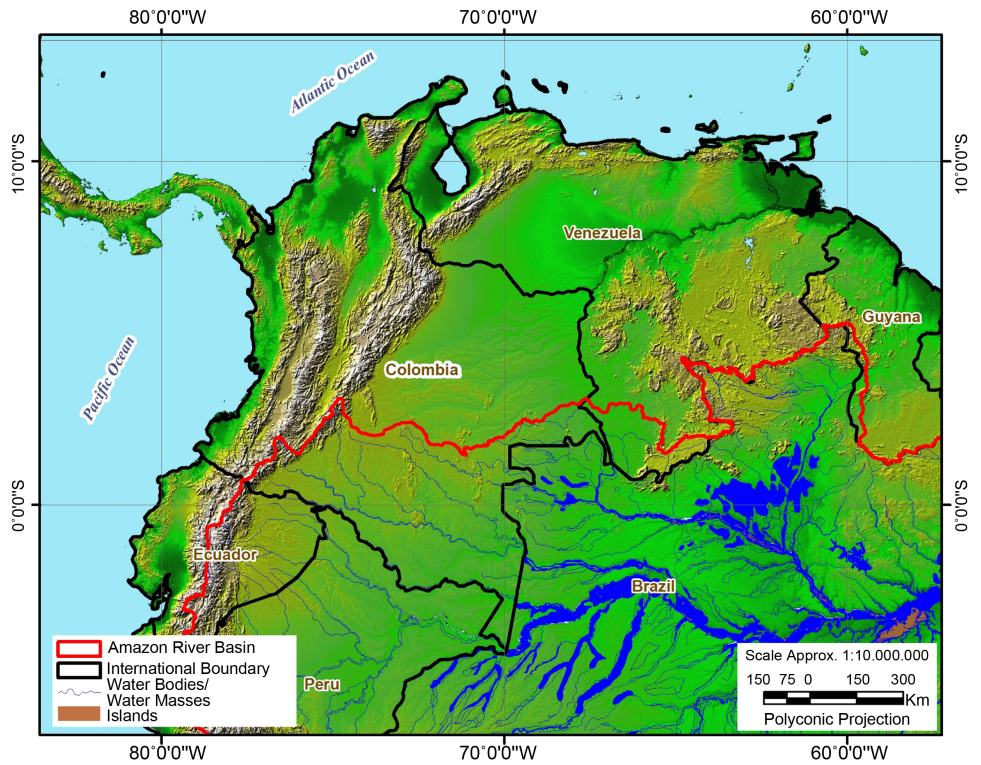 80°0'0"W 70°0'0"W 60°0'0"W
Atlantic Ocean
10°0'0"S 10°0'0"S
Venezuela
Guyana
Pacific Ocean
Colombia
0°0'0"S 0°0'0"S
Ecuador
Brazil
Peru
Amazon River Basin
International Boundary
Water Bodies/
Water Masses
Islands
Scale Approx. 1:10.000.000
150 75 0 150 300
Km
Polyconic Projection
80°0'0"W 70°0'0"W 60°0'0"W